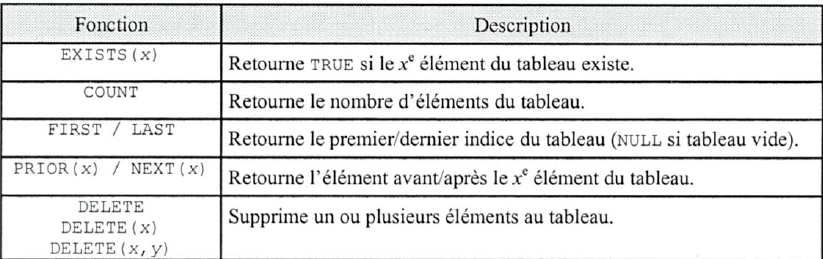 Fonction Description
EXISTS(x) Retourne TRUE si le xe élément du tableau existe.
COUNT Retourne le nombre d'éléments du tableau.
FIRST / LAST Retourne le premier/dernier indice du tableau (NULL si tableau vide).
PRIOR(x) / NEXT(x) Retourne l'élément avant/après le xe élément du tableau.
DELETE Supprime un ou plusieurs éléments au tableau.
DELETE(x)
DELETE(x,y)